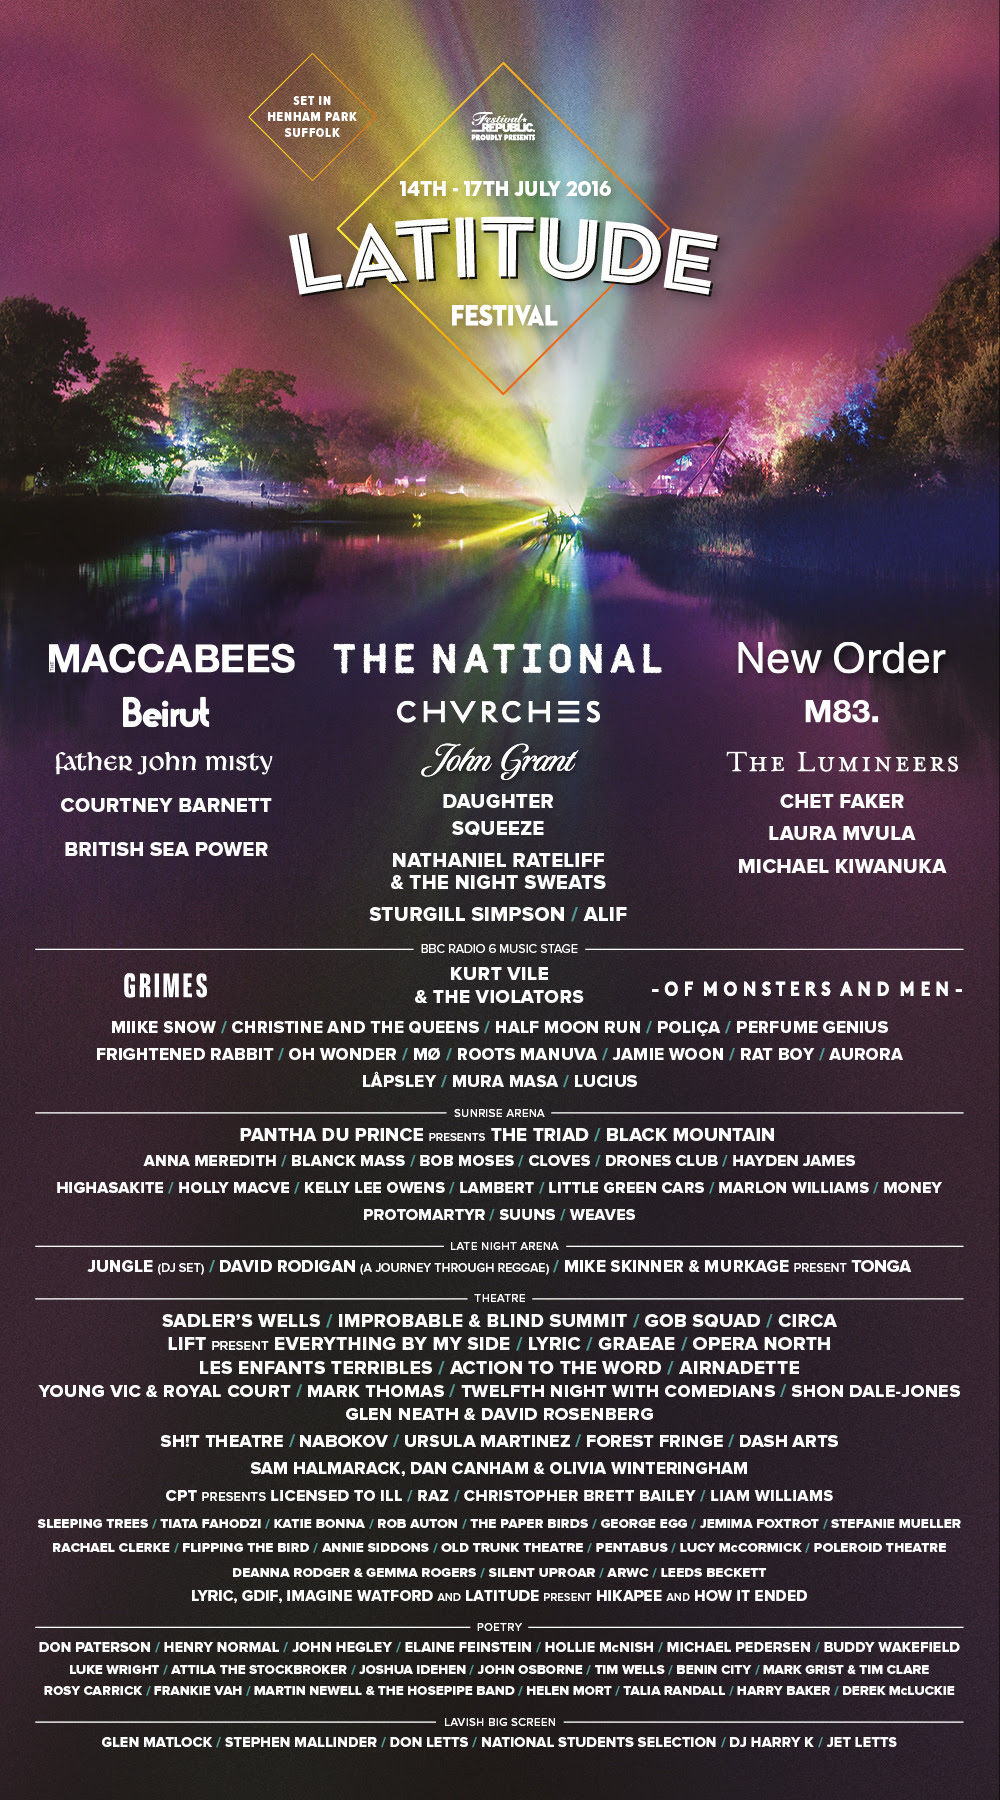 SET IN
HENHAM PARK
SUFFOLK
Festival
REPUBLIC.
PROUDLY PRESENTS
14TH - 17TH JULY 2016
LATITUDE
FESTIVAL
THE MACCABEES
Beirut
father john misty
COURTNEY BARNETT
BRITISH SEA POWER
THE NATIONAL
CHVRCHES
John Grant
DAUGHTER
SQUEEZE
NATHANIEL RATELIFF
& THE NIGHT SWEATS
STURGILL SIMPSON / ALIF
New Order
M83.
THE LUMINEERS
CHET FAKER
LAURA MVULA
MICHAEL KIWANUKA
BBC RADIO 6 MUSIC STAGE
GRIMES
KURT VILE
& THE VIOLATORS
-OF MONSTERS AND MEN-
MIIKE SNOW / CHRISTINE AND THE QUEENS / HALF MOON RUN / POLIÇA / PERFUME GENIUS
FRIGHTENED RABBIT / OH WONDER / MØ / ROOTS MANUVA / JAMIE WOON / RAT BOY / AURORA
LÅPSLEY / MURA MASA / LUCIUS
SUNRISE ARENA
PANTHA DU PRINCE PRESENTS THE TRIAD / BLACK MOUNTAIN
ANNA MEREDITH / BLANCK MASS / BOB MOSES / CLOVES / DRONES CLUB / HAYDEN JAMES
HIGHASAKITE / HOLLY MACVE / KELLY LEE OWENS / LAMBERT / LITTLE GREEN CARS / MARLON WILLIAMS / MONEY
PROTOMARTYR / SUUNS / WEAVES
LATE NIGHT ARENA
JUNGLE (DJ SET) / DAVID RODIGAN (A JOURNEY THROUGH REGGAE) / MIKE SKINNER & MURKAGE PRESENT TONGA
THEATRE
SADLER'S WELLS / IMPROBABLE & BLIND SUMMIT / GOB SQUAD / CIRCA
LIFT PRESENT EVERYTHING BY MY SIDE / LYRIC / GRAEAE / OPERA NORTH
LES ENFANTS TERRIBLES / ACTION TO THE WORD / AIRNADETTE
YOUNG VIC & ROYAL COURT / MARK THOMAS / TWELFTH NIGHT WITH COMEDIANS / SHON DALE-JONES
GLEN NEATH & DAVID ROSENBERG
SH!T THEATRE / NABOKOV / URSULA MARTINEZ / FOREST FRINGE / DASH ARTS
SAM HALMARACK, DAN CANHAM & OLIVIA WINTERINGHAM
CPT PRESENTS LICENSED TO ILL / RAZ / CHRISTOPHER BRETT BAILEY / LIAM WILLIAMS
SLEEPING TREES / TIATA FAHODZI / KATIE BONNA / ROB AUTON / THE PAPER BIRDS / GEORGE EGG / JEMIMA FOXTROT / STEFANIE MUELLER
RACHAEL CLERKE / FLIPPING THE BIRD / ANNIE SIDDONS / OLD TRUNK THEATRE / PENTABUS / LUCY McCORMICK / POLEROID THEATRE
DEANNA RODGER & GEMMA ROGERS / SILENT UPROAR / ARWC / LEEDS BECKETT
LYRIC, GDIF, IMAGINE WATFORD AND LATITUDE PRESENT HIKAPEE AND HOW IT ENDED
POETRY
DON PATERSON / HENRY NORMAL / JOHN HEGLEY / ELAINE FEINSTEIN / HOLLIE McNISH / MICHAEL PEDERSEN / BUDDY WAKEFIELD
LUKE WRIGHT / ATTILA THE STOCKBROKER / JOSHUA IDEHEN / JOHN OSBORNE / TIM WELLS / BENIN CITY / MARK GRIST & TIM CLARE
ROSY CARRICK / FRANKIE VAH / MARTIN NEWELL & THE HOSEPIPE BAND / HELEN MORT / TALIA RANDALL / HARRY BAKER / DEREK McLUCKIE
LAVISH BIG SCREEN
GLEN MATLOCK / STEPHEN MALLINDER / DON LETTS / NATIONAL STUDENTS SELECTION / DJ HARRY K / JET LETTS